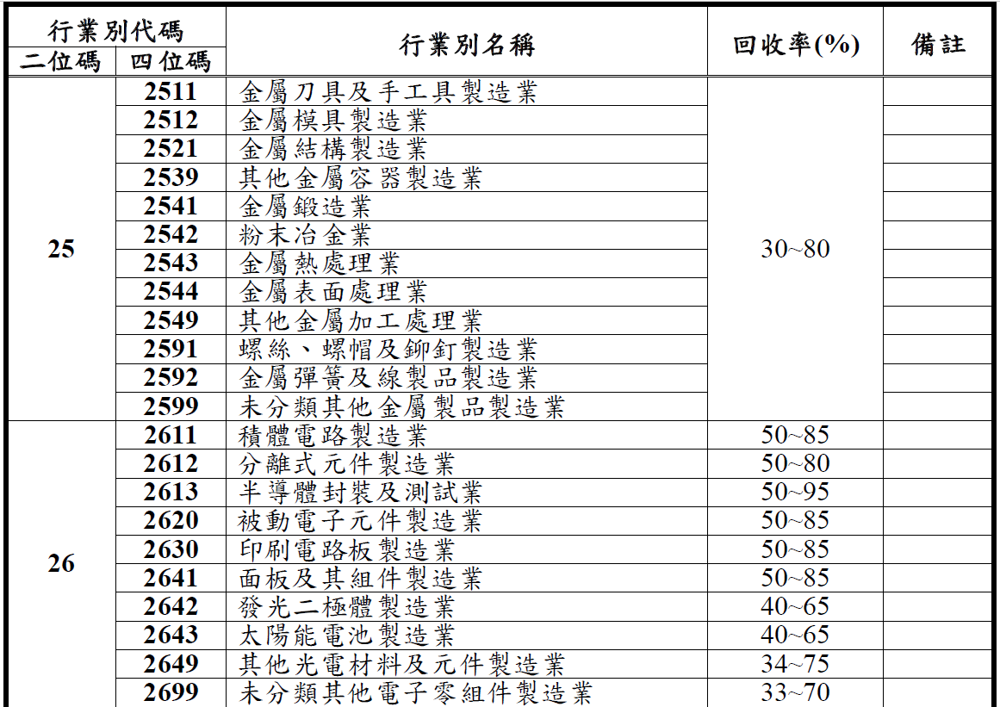 行業別代碼 行業別名稱 回收率(%) 備註
二位碼 四位碼
25 2511 金屬刀具及手工具製造業 30~80
2512 金屬模具製造業
2521 金屬結構製造業
2539 其他金屬容器製造業
2541 金屬鍛造業
2542 粉末冶金業
2543 金屬熱處理業
2544 金屬表面處理業
2549 其他金屬加工處理業
2591 螺絲、螺帽及鉚釘製造業
2592 金屬彈簧及線製品製造業
2599 未分類其他金屬製品製造業
26 2611 積體電路製造業 50~85
2612 分離式元件製造業 50~80
2613 半導體封裝及測試業 50~95
2620 被動電子元件製造業 50~85
2630 印刷電路板製造業 50~85
2641 面板及其組件製造業 50~85
2642 發光二極體製造業 40~65
2643 太陽能電池製造業 40~65
2649 其他光電材料及元件製造業 34~75
2699 未分類其他電子零組件製造業 33~70